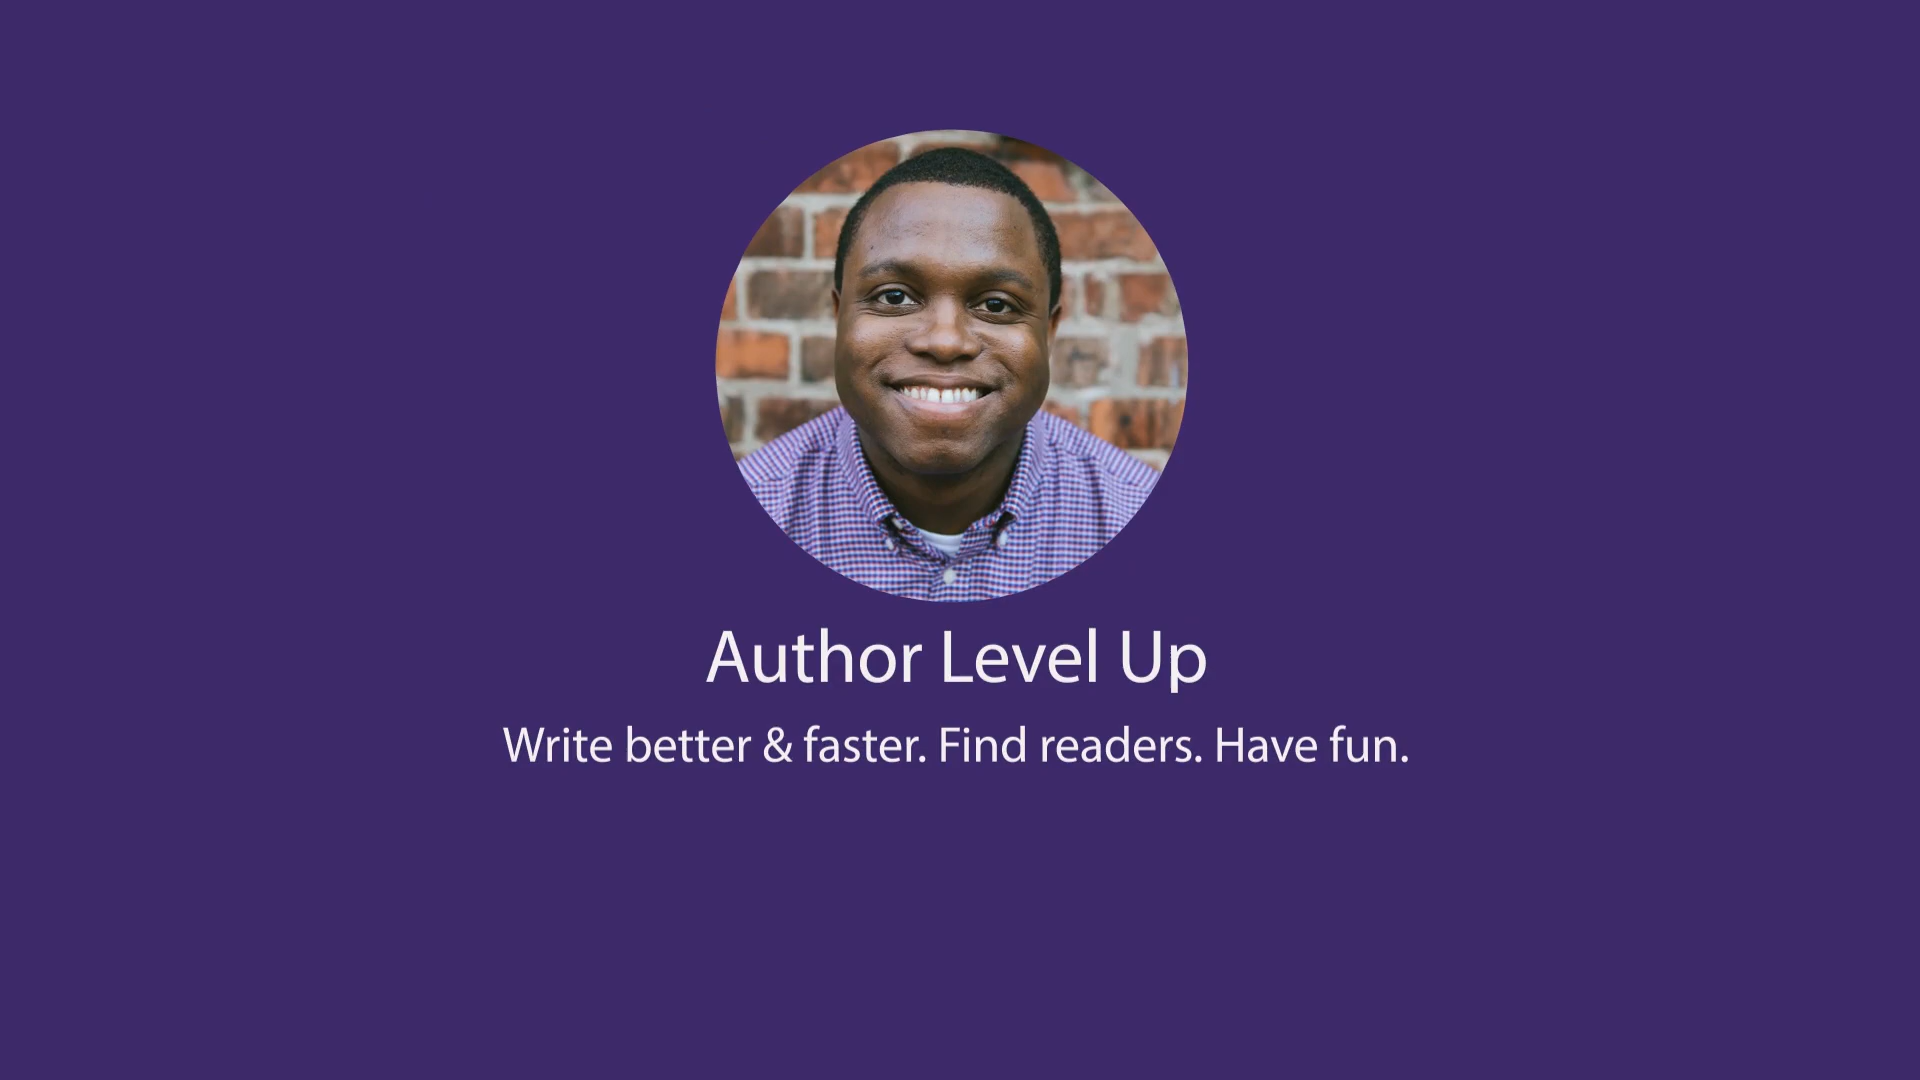 Author Level Up
Write better & faster. Find readers. Have fun.